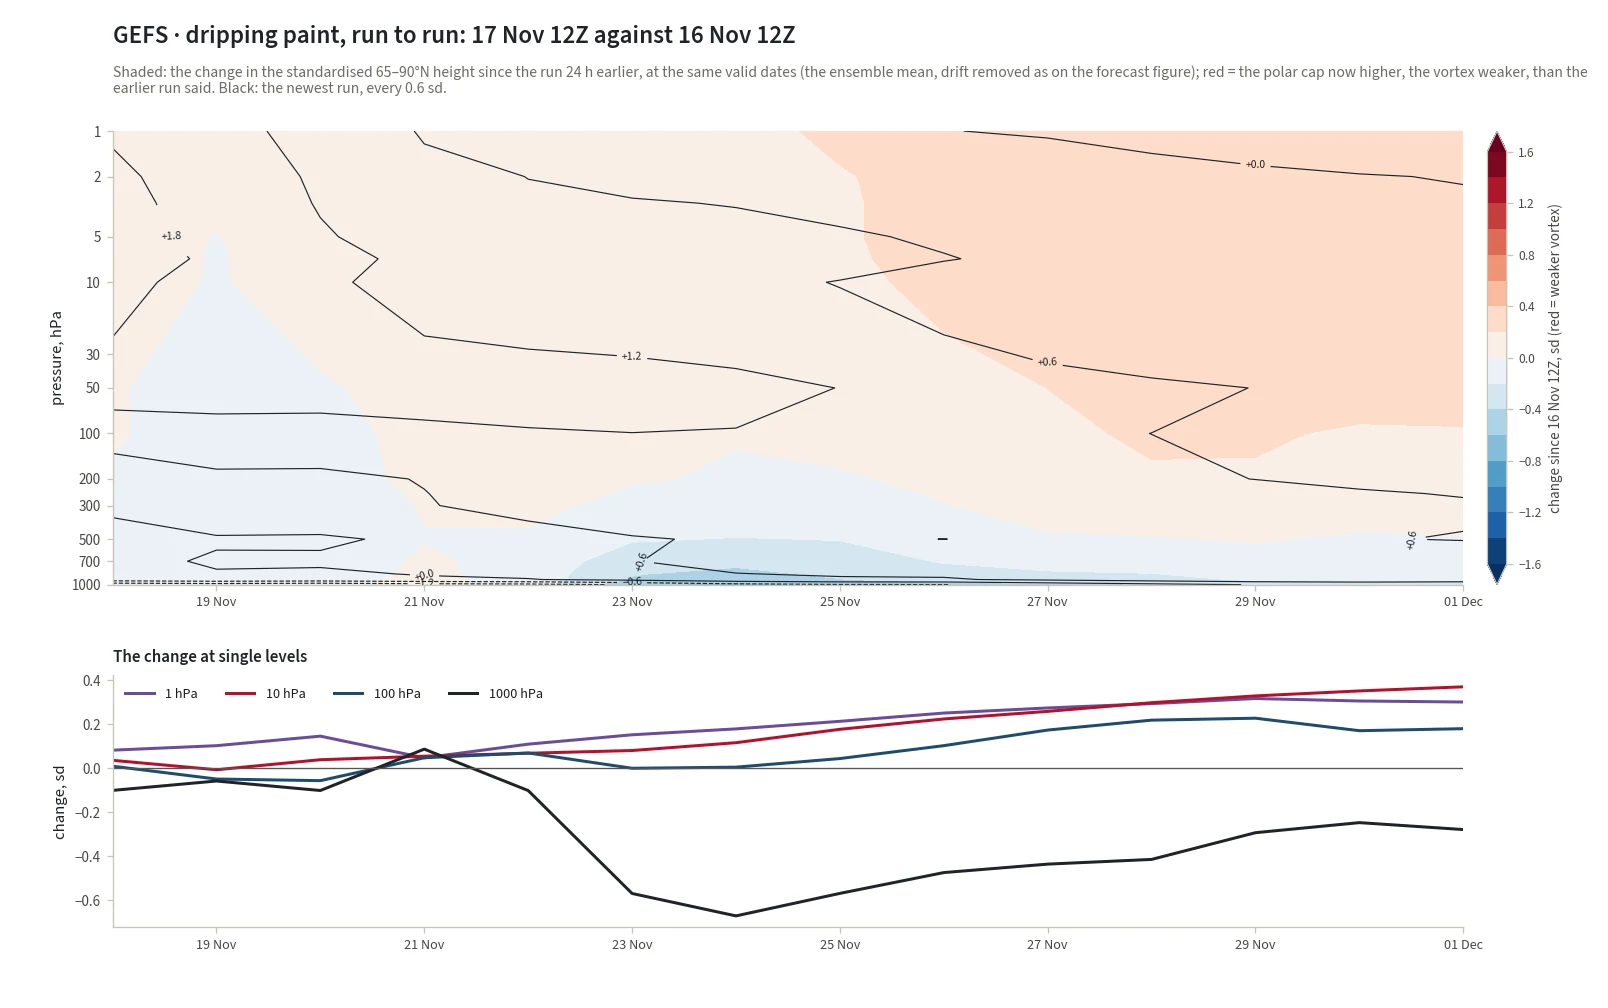 GEFS · dripping paint, run to run: 17 Nov 12Z against 16 Nov 12Z
Shaded: the change in the standardised 65–90°N height since the run 24 h earlier, at the same valid dates (the ensemble mean, drift removed as on the forecast figure); red = the polar cap now higher, the vortex weaker, than the
earlier run said. Black: the newest run, every 0.6 sd.
pressure, hPa
1
2
5
10
30
50
100
200
300
500
700
1000
+1.8
+1.2
+0.6
+0.0
+0.6
+0.6
+0.0
−0.6
19 Nov
21 Nov
23 Nov
25 Nov
27 Nov
29 Nov
01 Dec
1.6
1.2
0.8
0.4
0.0
−0.4
−0.8
−1.2
−1.6
change since 16 Nov 12Z, sd (red = weaker vortex)
The change at single levels
1 hPa
10 hPa
100 hPa
1000 hPa
change, sd
0.4
0.2
0.0
−0.2
−0.4
−0.6
19 Nov
21 Nov
23 Nov
25 Nov
27 Nov
29 Nov
01 Dec